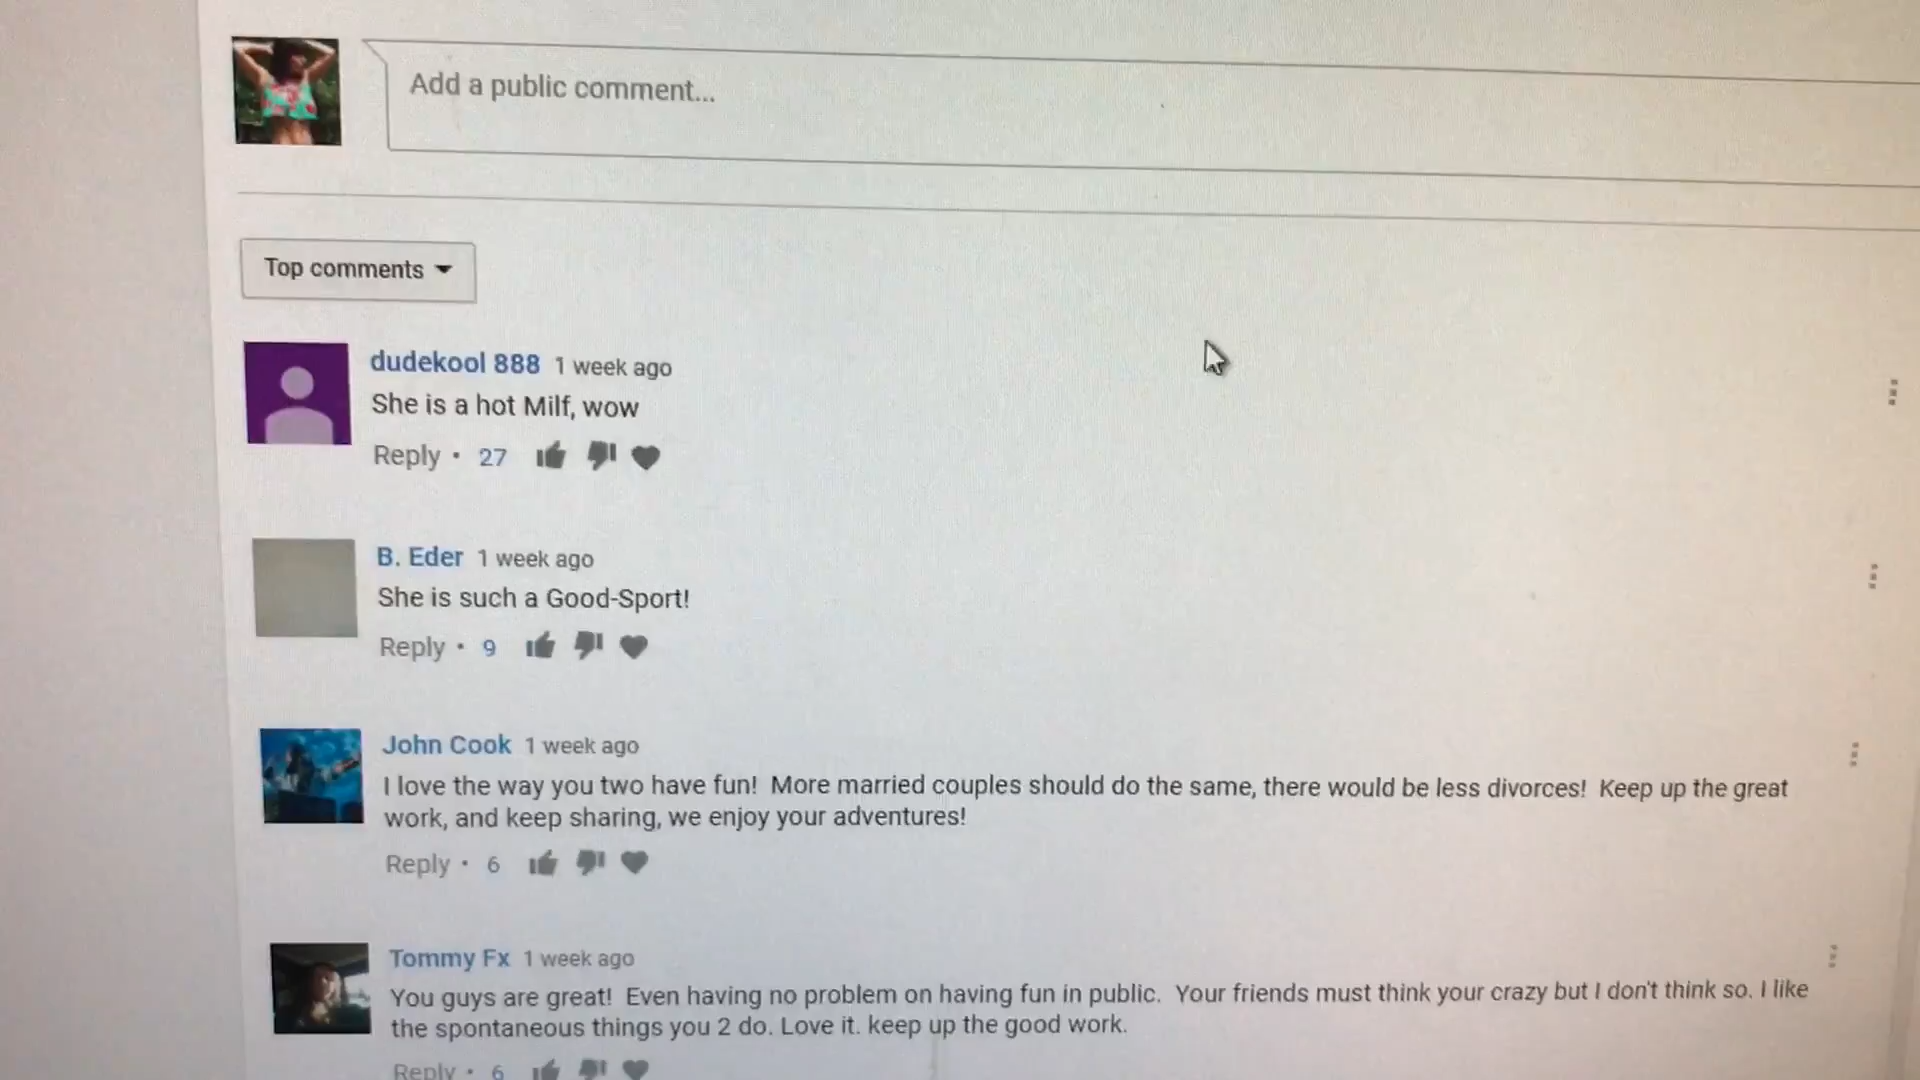 Add a public comment...
Top comments
dudekool 888 1 week ago
She is a hot Milf, wow
Reply • 27
B. Eder 1 week ago
She is such a Good-Sport!
Reply • 9
John Cook 1 week ago
I love the way you two have fun! More married couples should do the same, there would be less divorces! Keep up the great
work, and keep sharing, we enjoy your adventures!
Reply • 6
Tommy Fx 1 week ago
You guys are great! Even having no problem on having fun in public. Your friends must think your crazy but I don't think so. I like
the spontaneous things you 2 do. Love it. keep up the good work.
Reply • 6